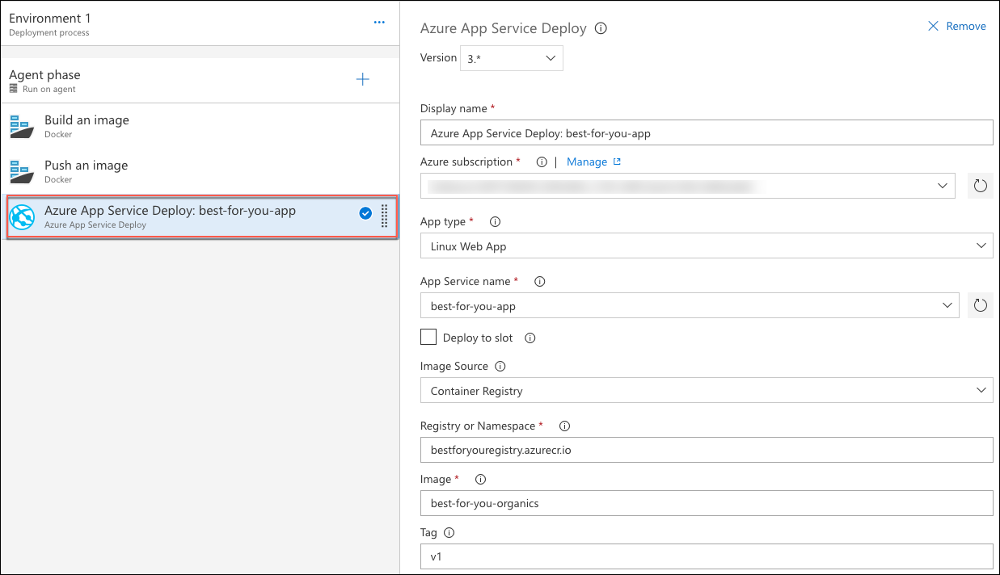 Environment 1
Deployment process
Agent phase
Run on agent
Build an image
Docker
Push an image
Docker
Azure App Service Deploy: best-for-you-app
Azure App Service Deploy
Azure App Service Deploy
Remove
Version 3.*
Display name *
Azure App Service Deploy: best-for-you-app
Azure subscription * | Manage
App type *
Linux Web App
App Service name *
best-for-you-app
Deploy to slot
Image Source
Container Registry
Registry or Namespace *
bestforyouregistry.azurecr.io
Image *
best-for-you-organics
Tag
v1